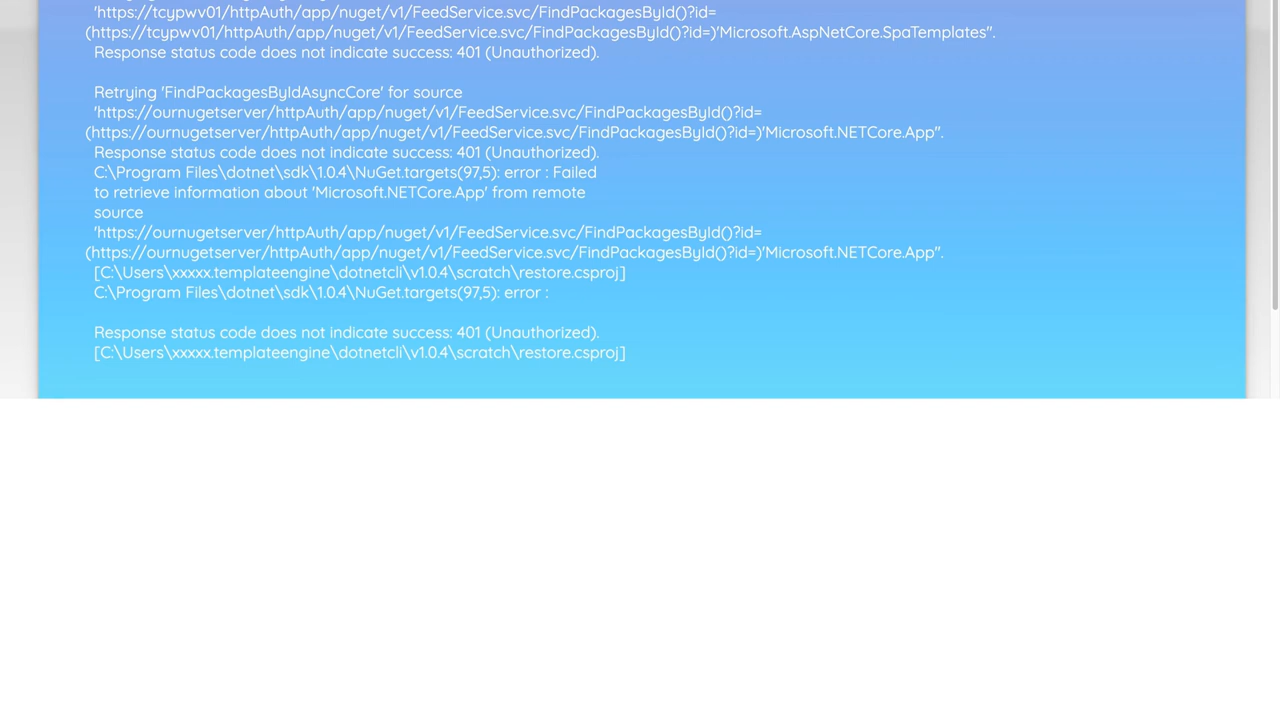 'https://tcypwv01/httpAuth/app/nuget/v1/FeedService.svc/FindPackagesById()?id=
(https://tcypwv01/httpAuth/app/nuget/v1/FeedService.svc/FindPackagesById()?id=)'Microsoft.AspNetCore.SpaTemplates".
Response status code does not indicate success: 401 (Unauthorized).
Retrying 'FindPackagesByIdAsyncCore' for source
'https://ournugetserver/httpAuth/app/nuget/v1/FeedService.svc/FindPackagesById()?id=
(https://ournugetserver/httpAuth/app/nuget/v1/FeedService.svc/FindPackagesById()?id=)'Microsoft.NETCore.App".
Response status code does not indicate success: 401 (Unauthorized).
C:\Program Files\dotnet\sdk\1.0.4\NuGet.targets(97,5): error : Failed
to retrieve information about 'Microsoft.NETCore.App' from remote
source
'https://ournugetserver/httpAuth/app/nuget/v1/FeedService.svc/FindPackagesById()?id=
(https://ournugetserver/httpAuth/app/nuget/v1/FeedService.svc/FindPackagesById()?id=)'Microsoft.NETCore.App".
[C:\Users\xxxxx.templateengine\dotnetcli\v1.0.4\scratch\restore.csproj]
C:\Program Files\dotnet\sdk\1.0.4\NuGet.targets(97,5): error :
Response status code does not indicate success: 401 (Unauthorized).
[C:\Users\xxxxx.templateengine\dotnetcli\v1.0.4\scratch\restore.csproj]